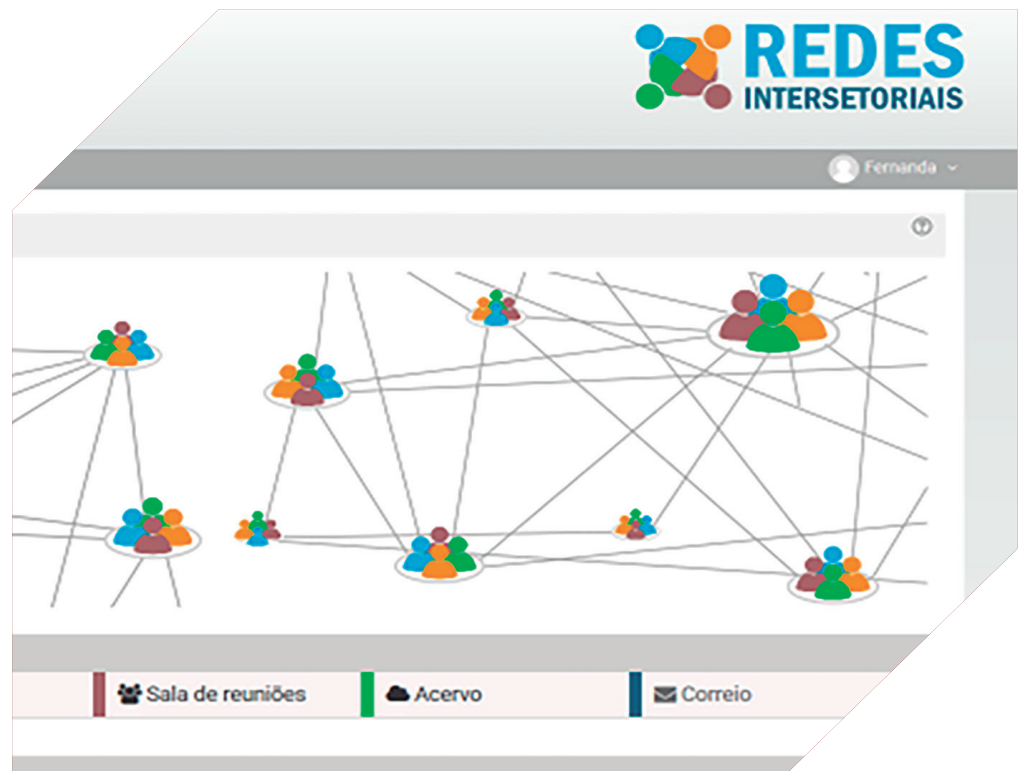 REDES
INTERSETORIAIS
Fernanda
Sala de reuniões
Acervo
Correio